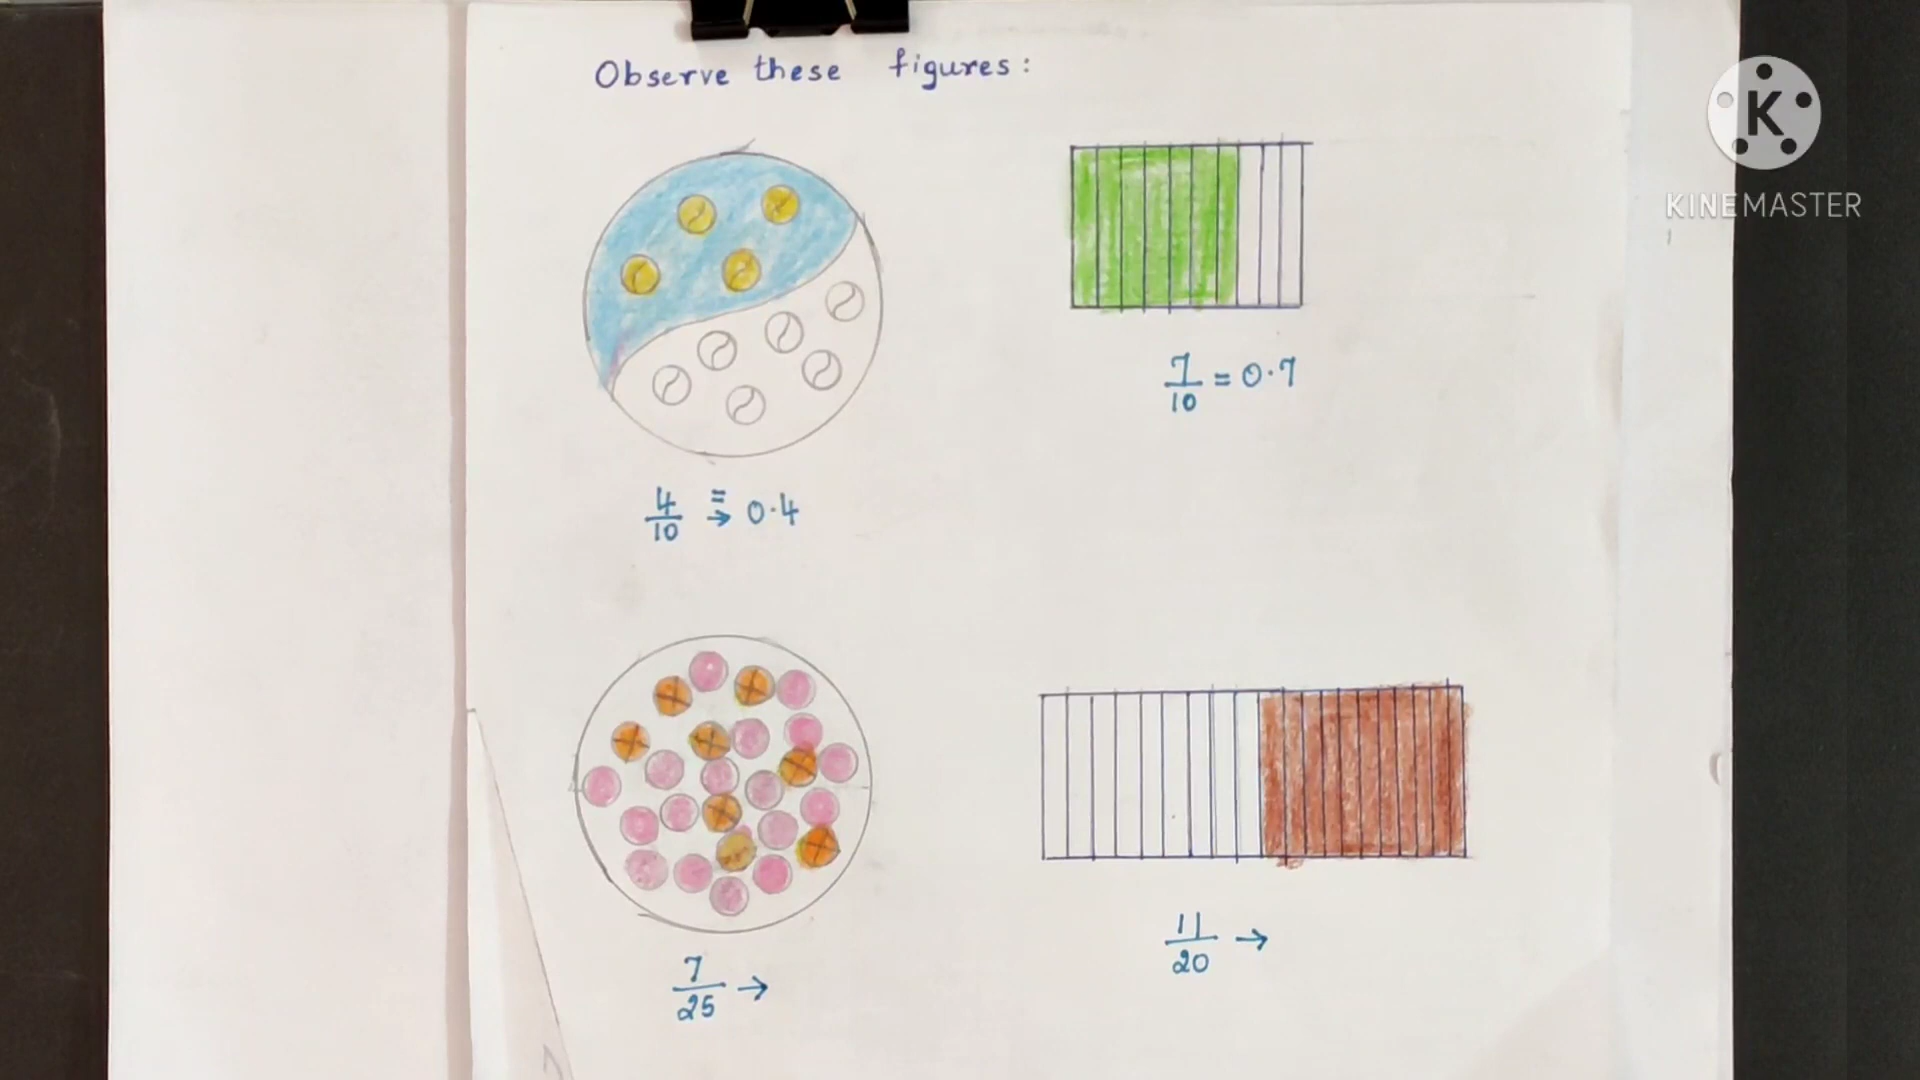 Observe these figures:
7/10 = 0.7
4/10 =→ 0.4
11/20 →
7/25 →
K
KINEMASTER